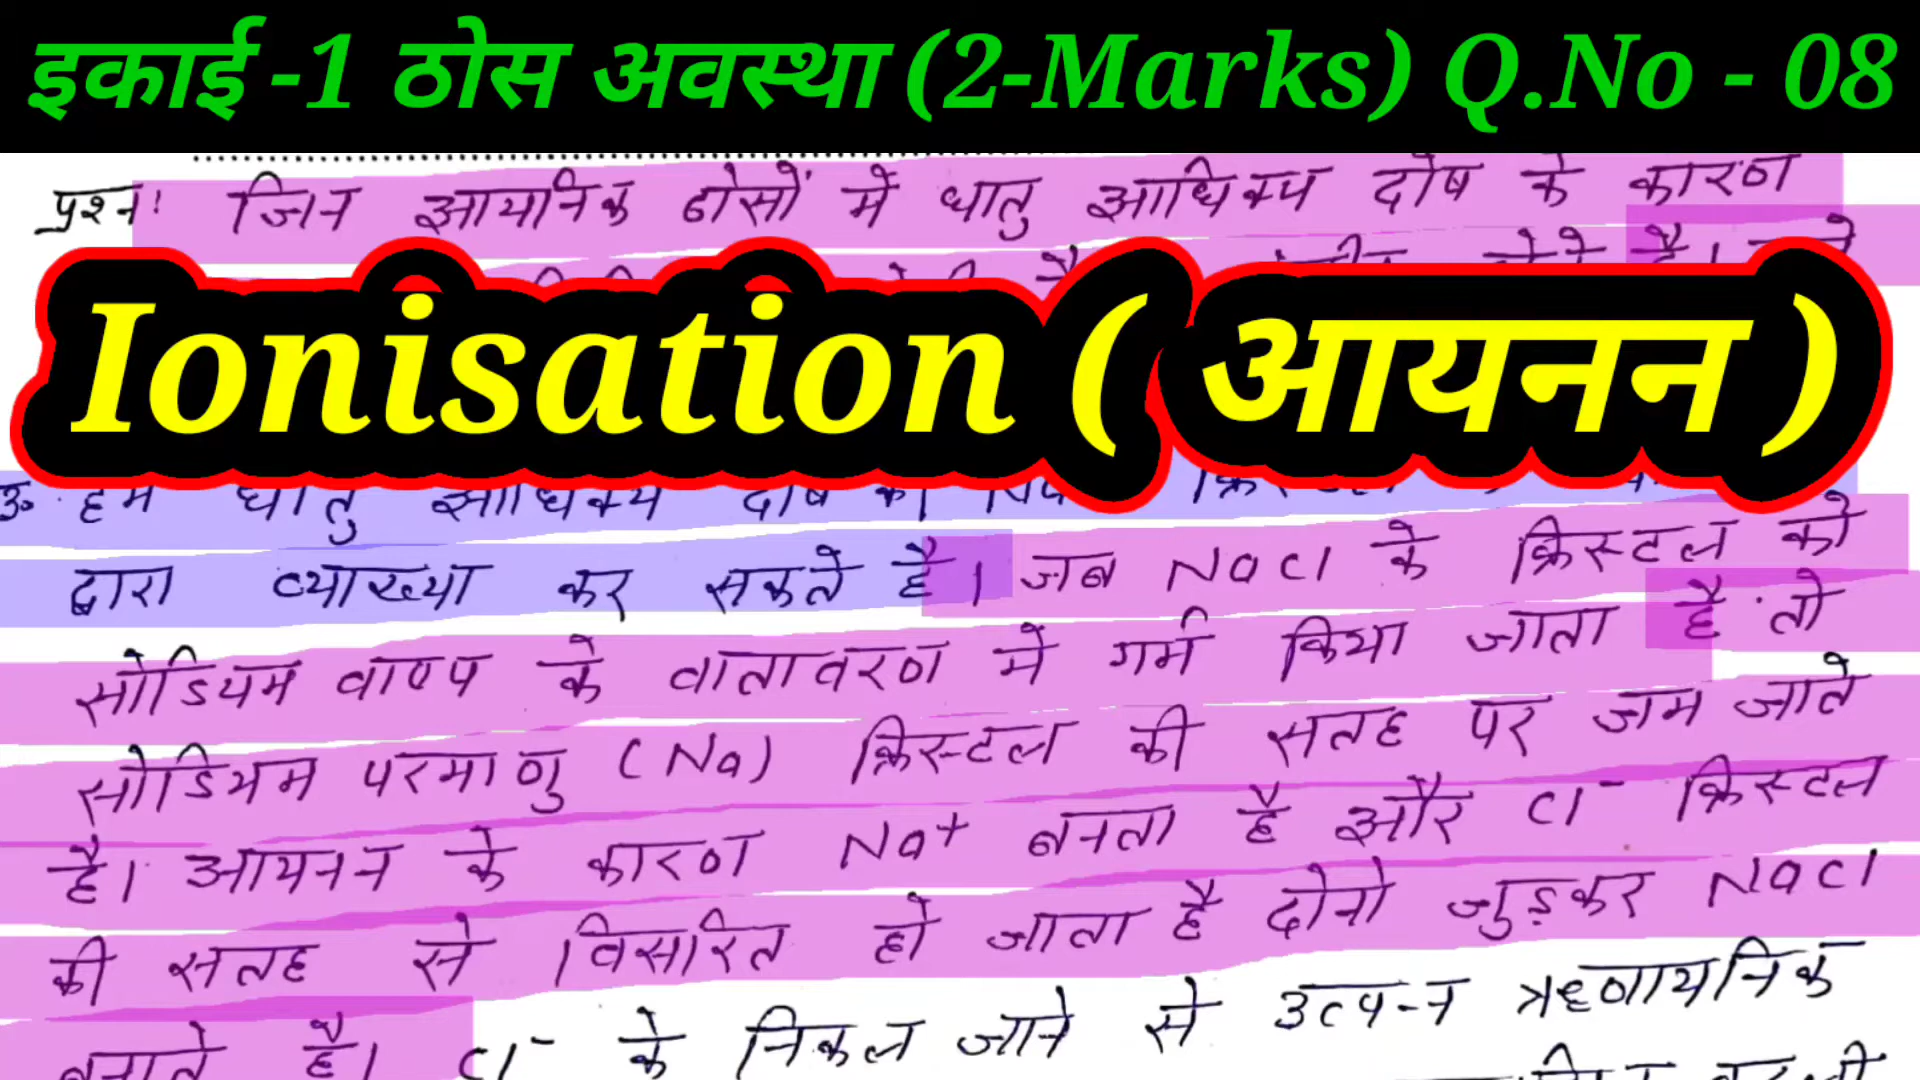 इकाई -1 ठोस अवस्था (2-Marks) Q.No - 08
प्रश्न: जिन आयनिक ठोसों में धातु आधिक्य दोष के कारण
होते है।
Ionisation ( आयनन )
उ॰ हम धातु आधिक्य दोष को
द्वारा व्याख्या कर सकते है। जब NaCl के क्रिस्टल को
सोडियम वाष्प के वातावरण में गर्म किया जाता है तो
सोडियम परमाणु (Na) क्रिस्टल की सतह पर जम जाते
है। आयनन के कारण Na+ बनता है और Cl- क्रिस्टल
की सतह से विसरित हो जाता है दोनो जुड़कर NaCl
बनाते है। Cl- के निकल जाने से उत्पन्न ऋणायनिक